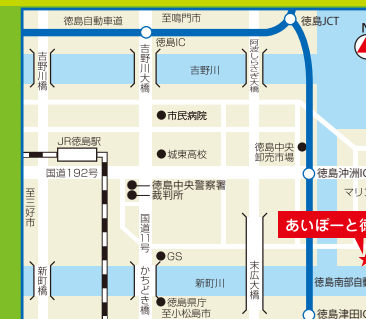 徳島自動車道
至鳴門市
徳島JCT
徳島IC
N
吉野川橋
吉野川大橋
阿波しらさぎ大橋
吉野川
市民病院
JR徳島駅
城東高校
徳島中央
卸売市場
国道192号
徳島沖洲IC
徳島中央警察署
裁判所
マリン
至三好市
国道11号
あいぽーと徳
GS
新町橋
かちどき橋
新町川
末広大橋
徳島南部自動
徳島県庁
至小松島市
徳島津田IC